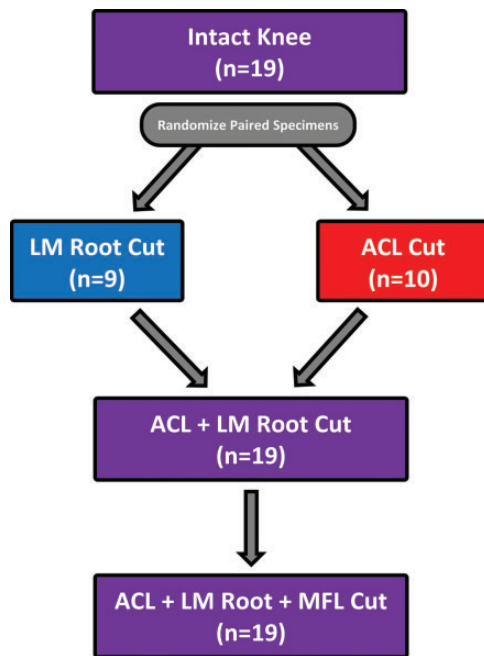 Intact Knee
(n=19)
Randomize Paired Specimens
LM Root Cut
(n=9)
ACL Cut
(n=10)
ACL + LM Root Cut
(n=19)
ACL + LM Root + MFL Cut
(n=19)